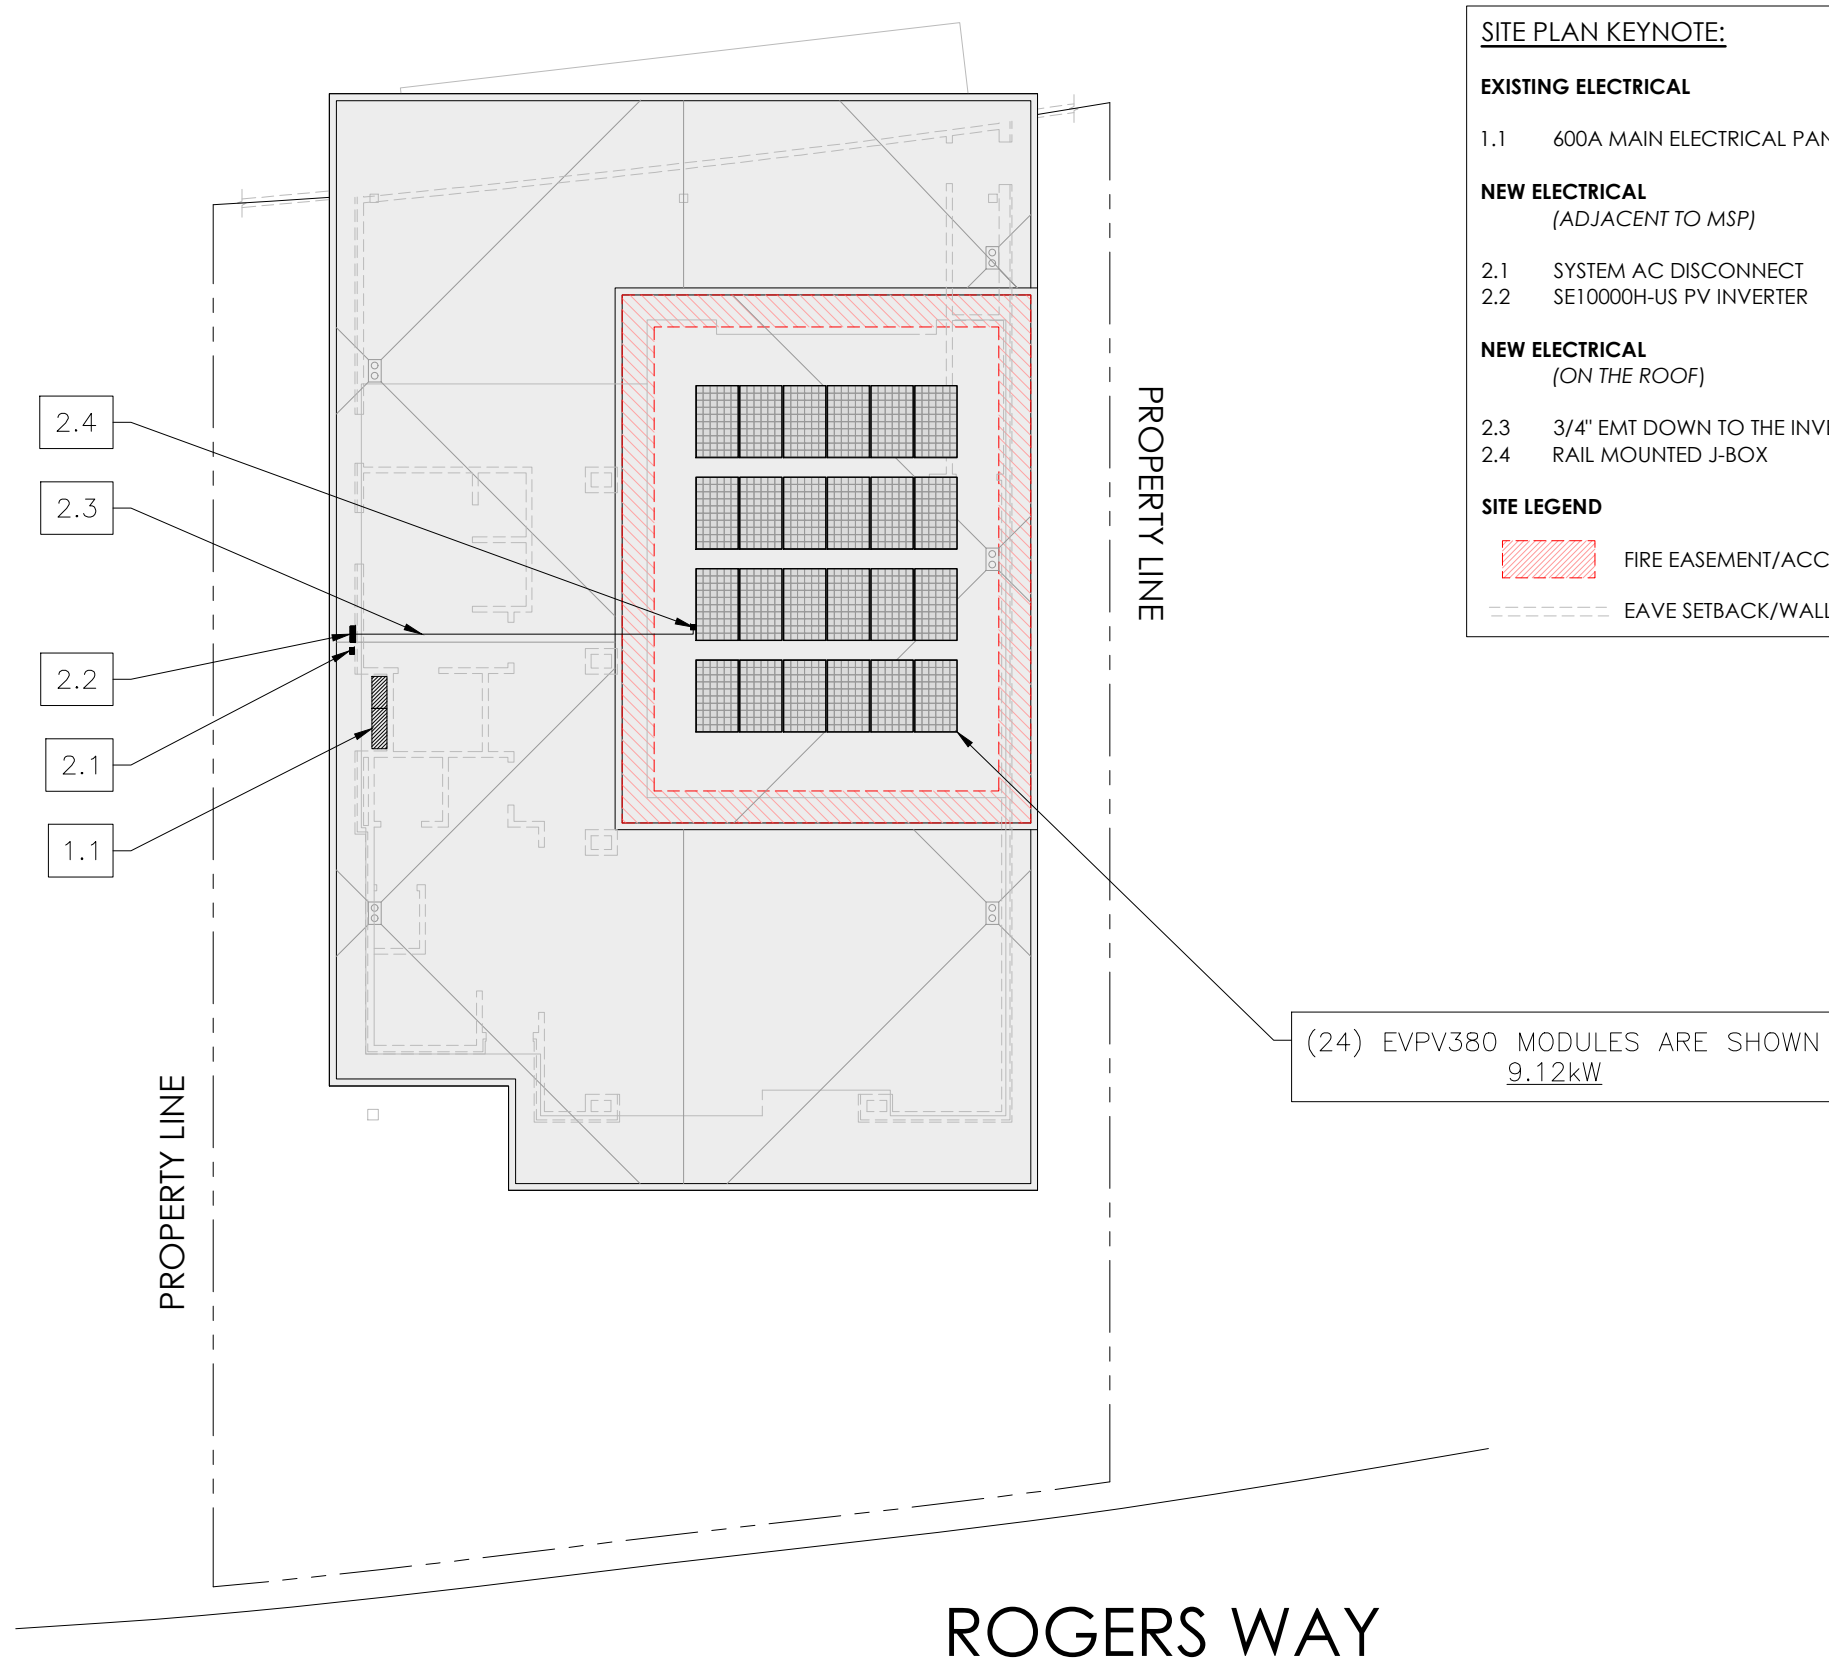 SITE PLAN KEYNOTE:
EXISTING ELECTRICAL
1.1 600A MAIN ELECTRICAL
NEW ELECTRICAL
(ADJACENT TO MSP)
2.1 SYSTEM AC DISCONNECT
2.2 SE10000H-US PV INVERTER
NEW ELECTRICAL
(ON THE ROOF)
2.3 3/4" EMT DOWN TO THE
2.4 RAIL MOUNTED J-BOX
SITE LEGEND
FIRE EASEMENT/
EAVE SETBACK/WALL
2.4
2.3
2.2
2.1
1.1
PROPERTY LINE
PROPERTY LINE
(24) EVPV380 MODULES ARE SHOWN
9.12kW
ROGERS WAY